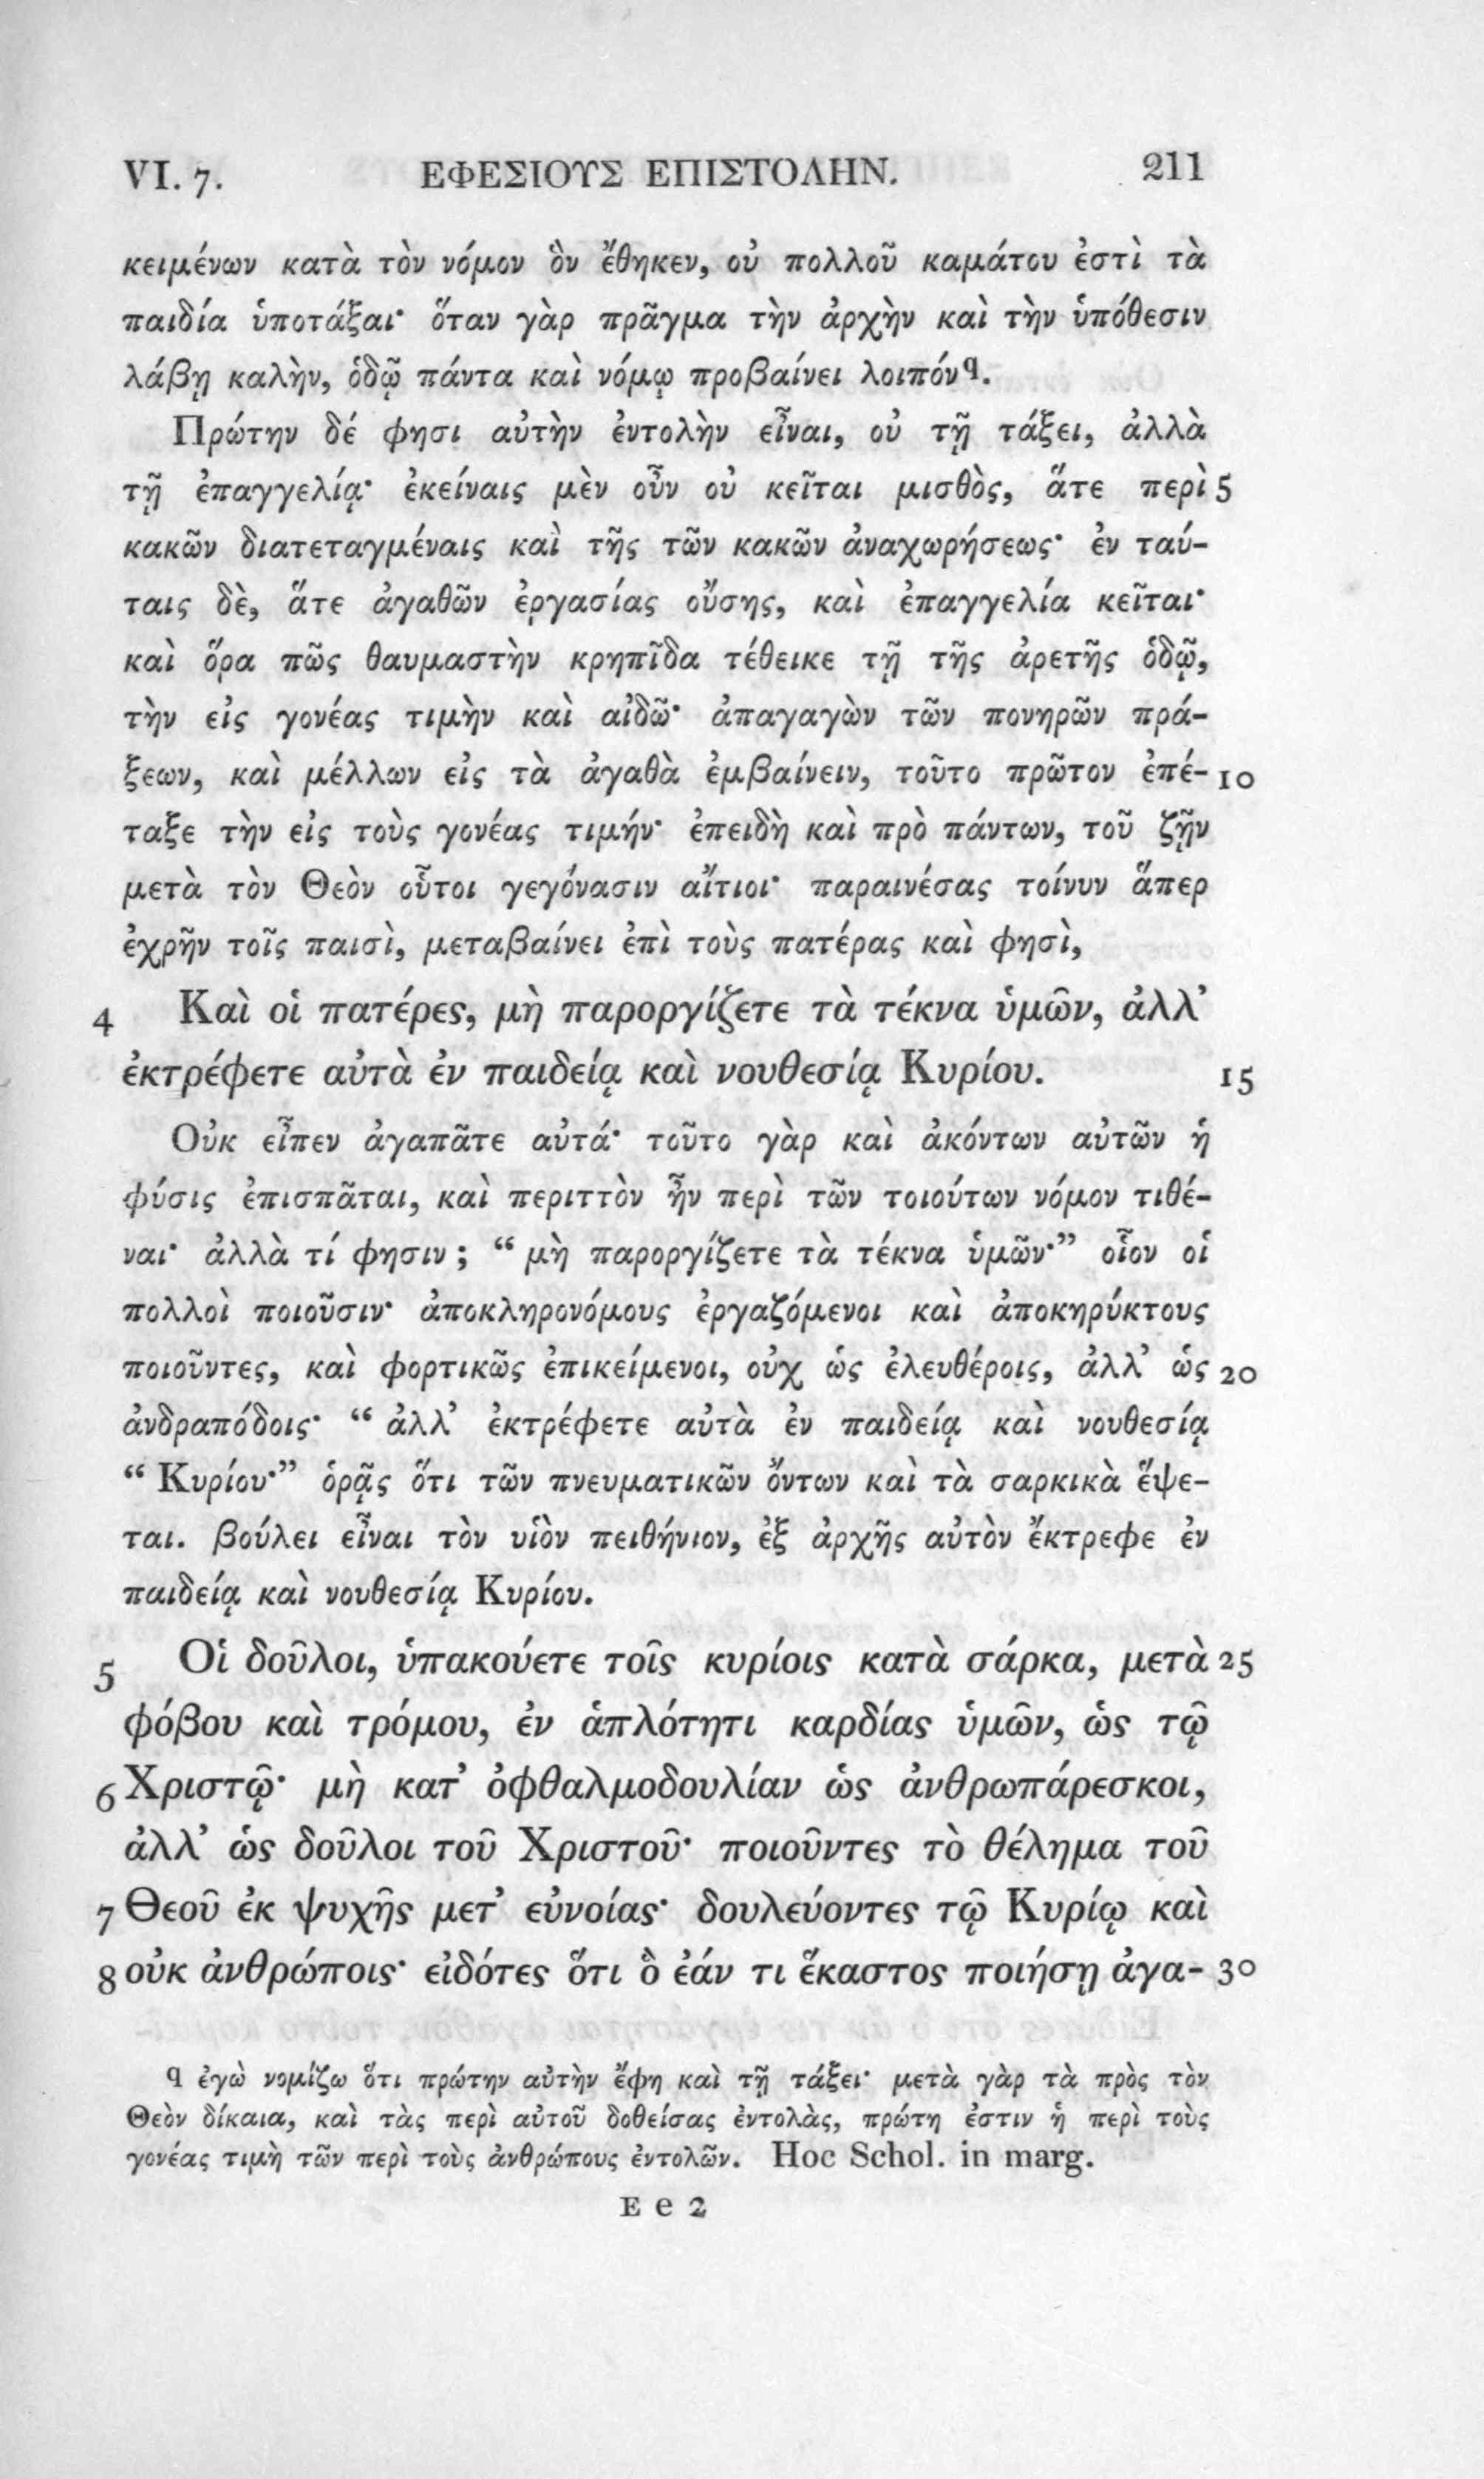 VI. 7. ΕΦΕΣΙΟΥΣ ΕΠΙΣΤΟΛΗΝ. 211
κειμένων κατὰ τὸν νόμον ὃν ἔθηκεν, οὐ πολλοῦ καμάτου ἐστὶ τὰ
παιδία ὑποτάξαι· ὅταν γὰρ πρᾶγμα τὴν ἀρχὴν καὶ τὴν ὑπόθεσιν
λάβῃ καλὴν, ὁδῷ πάντα καὶ νόμῳ προβαίνει λοιπόν q.
Πρώτην δέ φησι αὐτὴν ἐντολὴν εἶναι, οὐ τῇ τάξει, ἀλλὰ
τῇ ἐπαγγελίᾳ· ἐκείναις μὲν οὖν οὐ κεῖται μισθὸς, ἅτε περὶ 5
κακῶν διατεταγμέναις καὶ τῆς τῶν κακῶν ἀναχωρήσεως· ἐν ταύ-
ταις δὲ, ἅτε ἀγαθῶν ἐργασίας οὔσης, καὶ ἐπαγγελία κεῖται·
καὶ ὅρα πῶς θαυμαστὴν κρηπῖδα τέθεικε τῇ τῆς ἀρετῆς ὁδῷ,
τὴν εἰς γονέας τιμὴν καὶ αἰδῶ· ἀπαγαγὼν τῶν πονηρῶν πρά-
ξεων, καὶ μέλλων εἰς τὰ ἀγαθὰ ἐμβαίνειν, τοῦτο πρῶτον ἐπέ- 10
ταξε τὴν εἰς τοὺς γονέας τιμήν· ἐπειδὴ καὶ πρὸ πάντων, τοῦ ζῇν
μετὰ τὸν Θεὸν οὗτοι γεγόνασιν αἴτιοι· παραινέσας τοίνυν ἅπερ
ἐχρῆν τοῖς παισὶ, μεταβαίνει ἐπὶ τοὺς πατέρας καὶ φησὶ,
4 Καὶ οἱ πατέρες, μὴ παροργίζετε τὰ τέκνα ὑμῶν, ἀλλ’
ἐκτρέφετε αὐτὰ ἐν παιδείᾳ καὶ νουθεσίᾳ Κυρίου. 15
Οὐκ εἶπεν ἀγαπᾶτε αὐτά· τοῦτο γὰρ καὶ ἀκόντων αὐτῶν ἡ
φύσις ἐπισπᾶται, καὶ περιττὸν ἦν περὶ τῶν τοιούτων νόμον τιθέ-
ναι· ἀλλὰ τί φησιν ; “ μὴ παροργίζετε τὰ τέκνα ὑμῶν·” οἷον οἱ
πολλοὶ ποιοῦσιν· ἀποκληρονόμους ἐργαζόμενοι καὶ ἀποκηρύκτους
ποιοῦντες, καὶ φορτικῶς ἐπικείμενοι, οὐχ ὡς ἐλευθέροις, ἀλλ’ ὡς 20
ἀνδραπόδοις· “ ἀλλ’ ἐκτρέφετε αὐτὰ ἐν παιδείᾳ καὶ νουθεσίᾳ
“ Κυρίου·” ὁρᾷς ὅτι τῶν πνευματικῶν ὄντων καὶ τὰ σαρκικὰ ἕψε-
ται. βούλει εἶναι τὸν υἱὸν πειθήνιον, ἐξ ἀρχῆς αὐτὸν ἔκτρεφε ἐν
παιδείᾳ καὶ νουθεσίᾳ Κυρίου.
5 Οἱ δοῦλοι, ὑπακούετε τοῖς κυρίοις κατὰ σάρκα, μετὰ 25
φόβου καὶ τρόμου, ἐν ἁπλότητι καρδίας ὑμῶν, ὡς τῷ
6 Χριστῷ· μὴ κατ’ ὀφθαλμοδουλίαν ὡς ἀνθρωπάρεσκοι,
ἀλλ’ ὡς δοῦλοι τοῦ Χριστοῦ· ποιοῦντες τὸ θέλημα τοῦ
7 Θεοῦ ἐκ ψυχῆς μετ’ εὐνοίας· δουλεύοντες τῷ Κυρίῳ καὶ
8 οὐκ ἀνθρώποις· εἰδότες ὅτι ὃ ἐάν τι ἕκαστος ποιήσῃ ἀγα- 30
q ἐγὼ νομίζω ὅτι πρώτην αὐτὴν ἔφη καὶ τῇ τάξει· μετὰ γὰρ τὰ πρὸς τὸν
Θεὸν δίκαια, καὶ τὰς περὶ αὐτοῦ δοθείσας ἐντολὰς, πρώτη ἐστιν ἡ περὶ τοὺς
γονέας τιμὴ τῶν περὶ τοὺς ἀνθρώπους ἐντολῶν. Hoc Schol. in marg.
E e 2